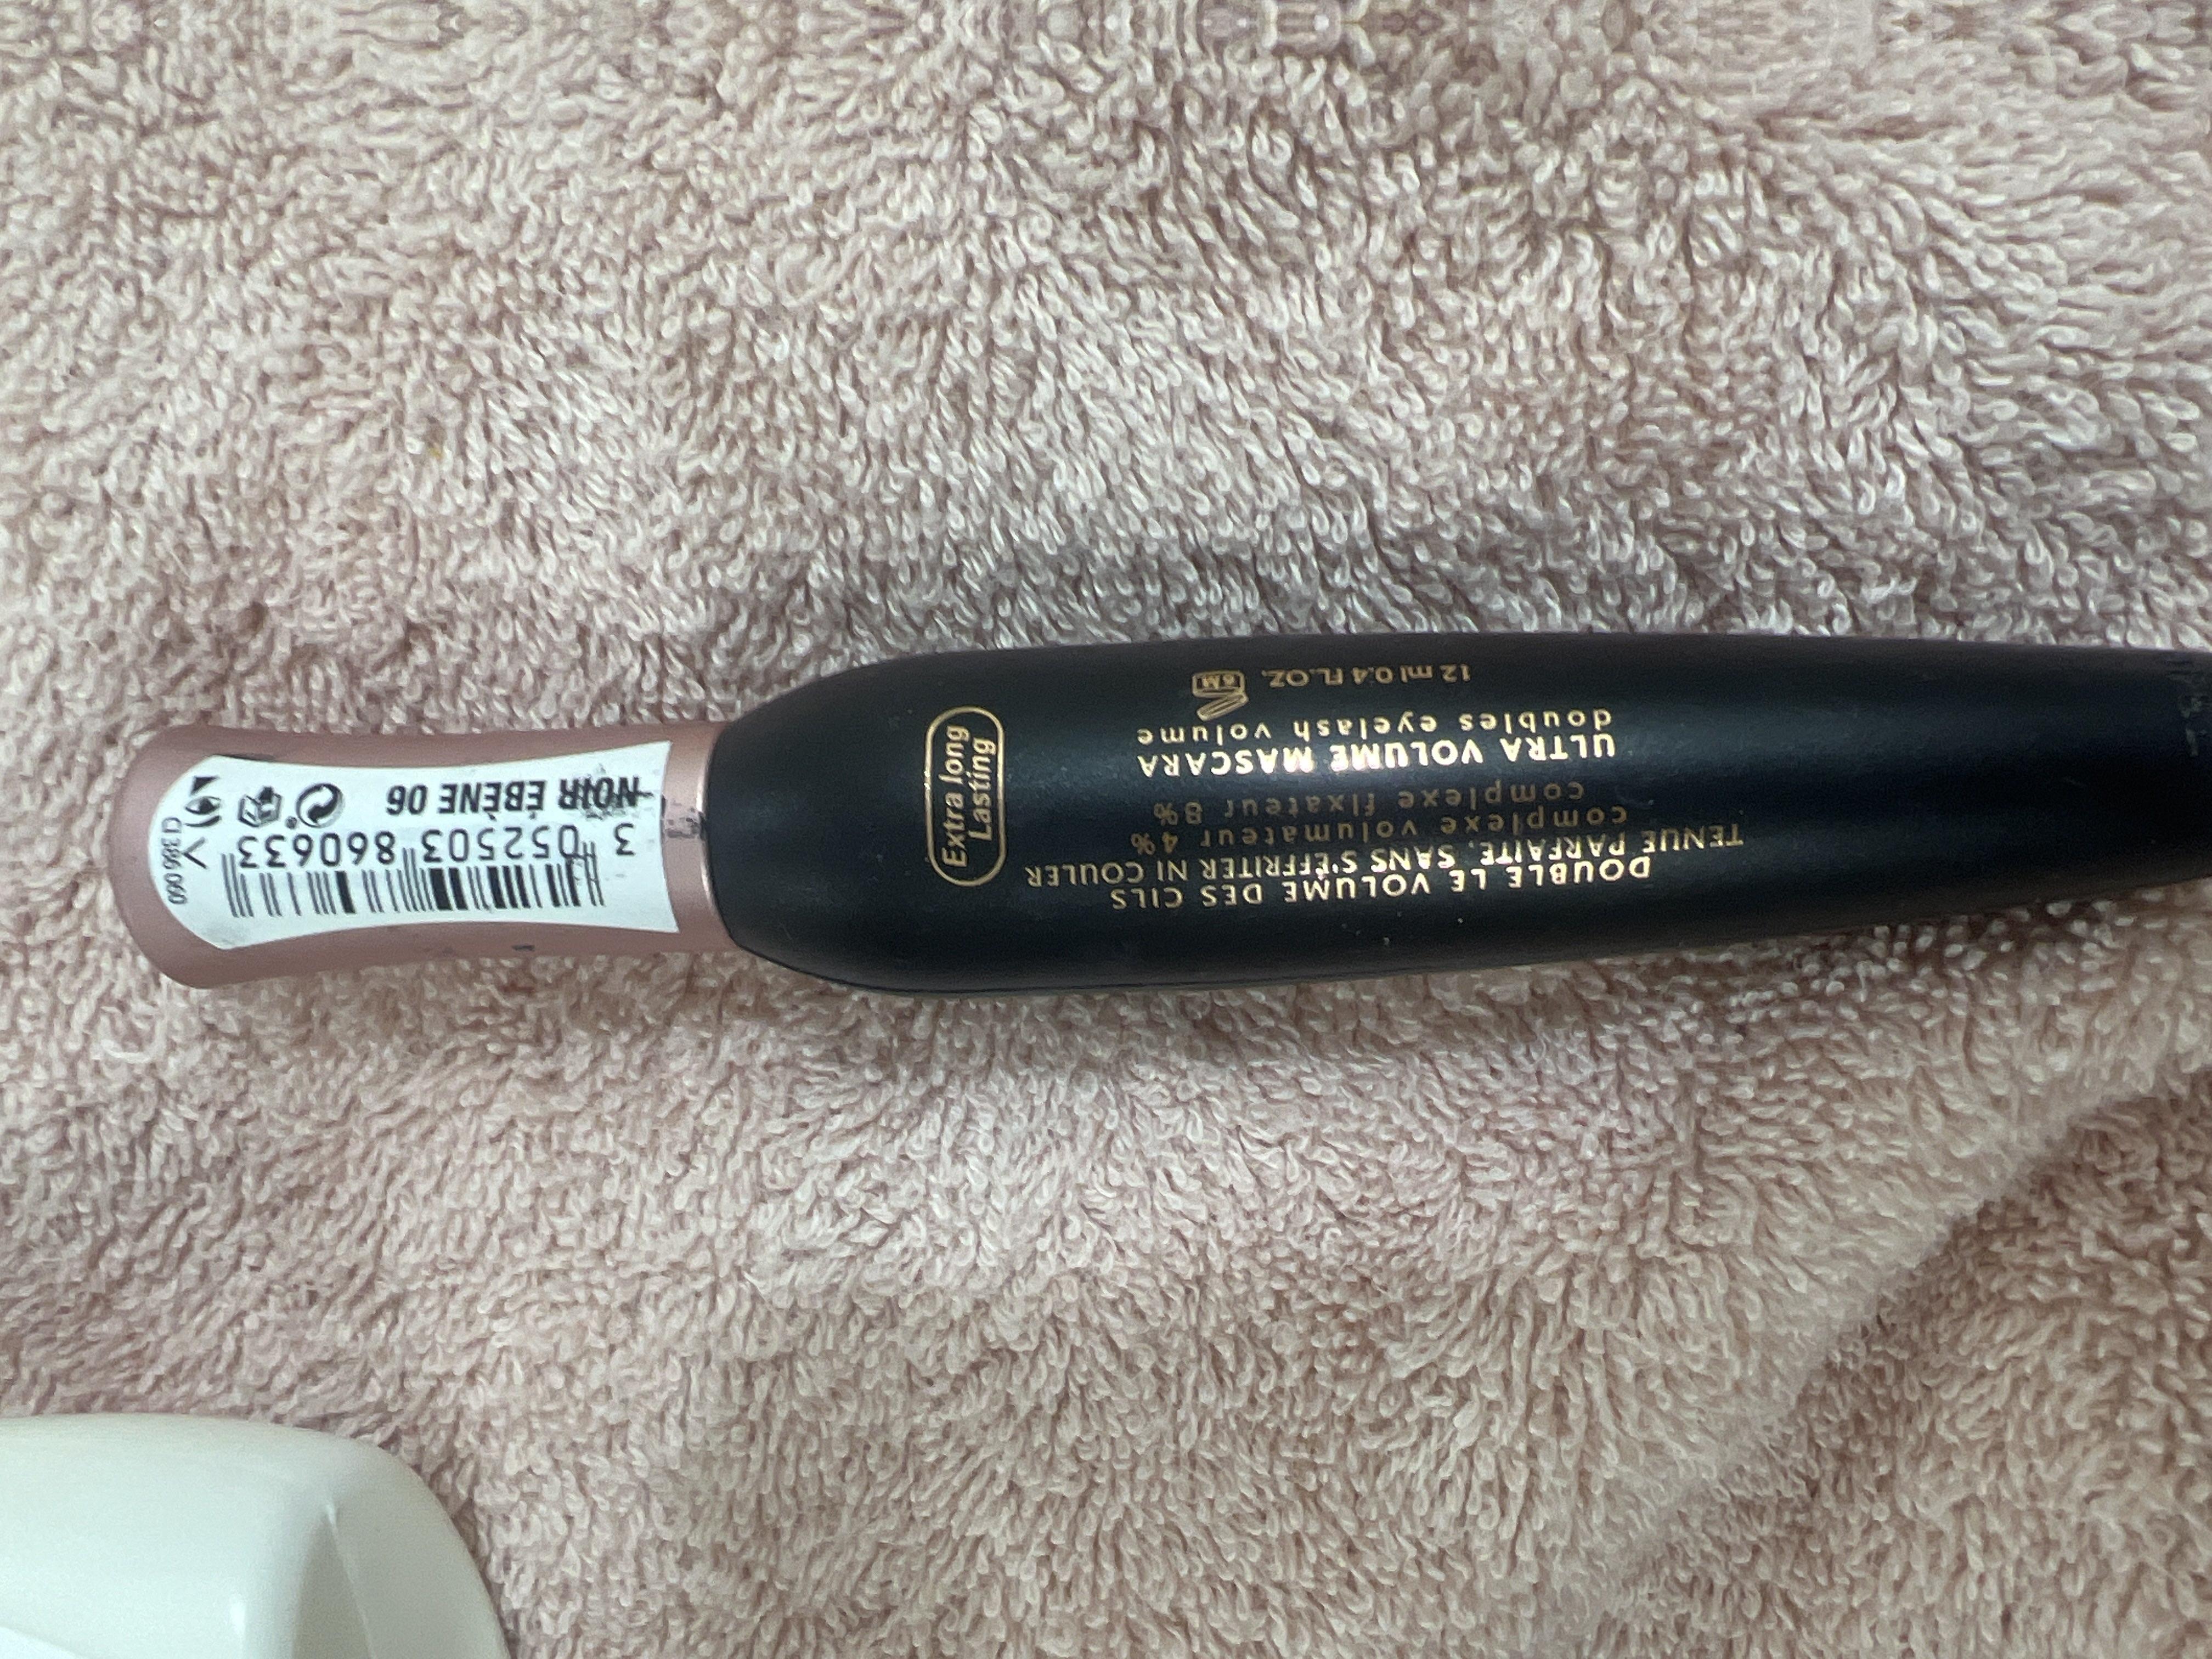 DOUBLE LE VOLUME DES CILS
TENUE PARFAITE, SANS S'EFFRITER NI COULER
complexe volumateur 4%
complexe fixateur 8%
ULTRA VOLUME MASCARA
doubles eyelash volume
12 ml 0.4 FL.OZ.
6M
Extra long
Lasting
3 052503 860633
NOIR ÉBÈNE 06
V